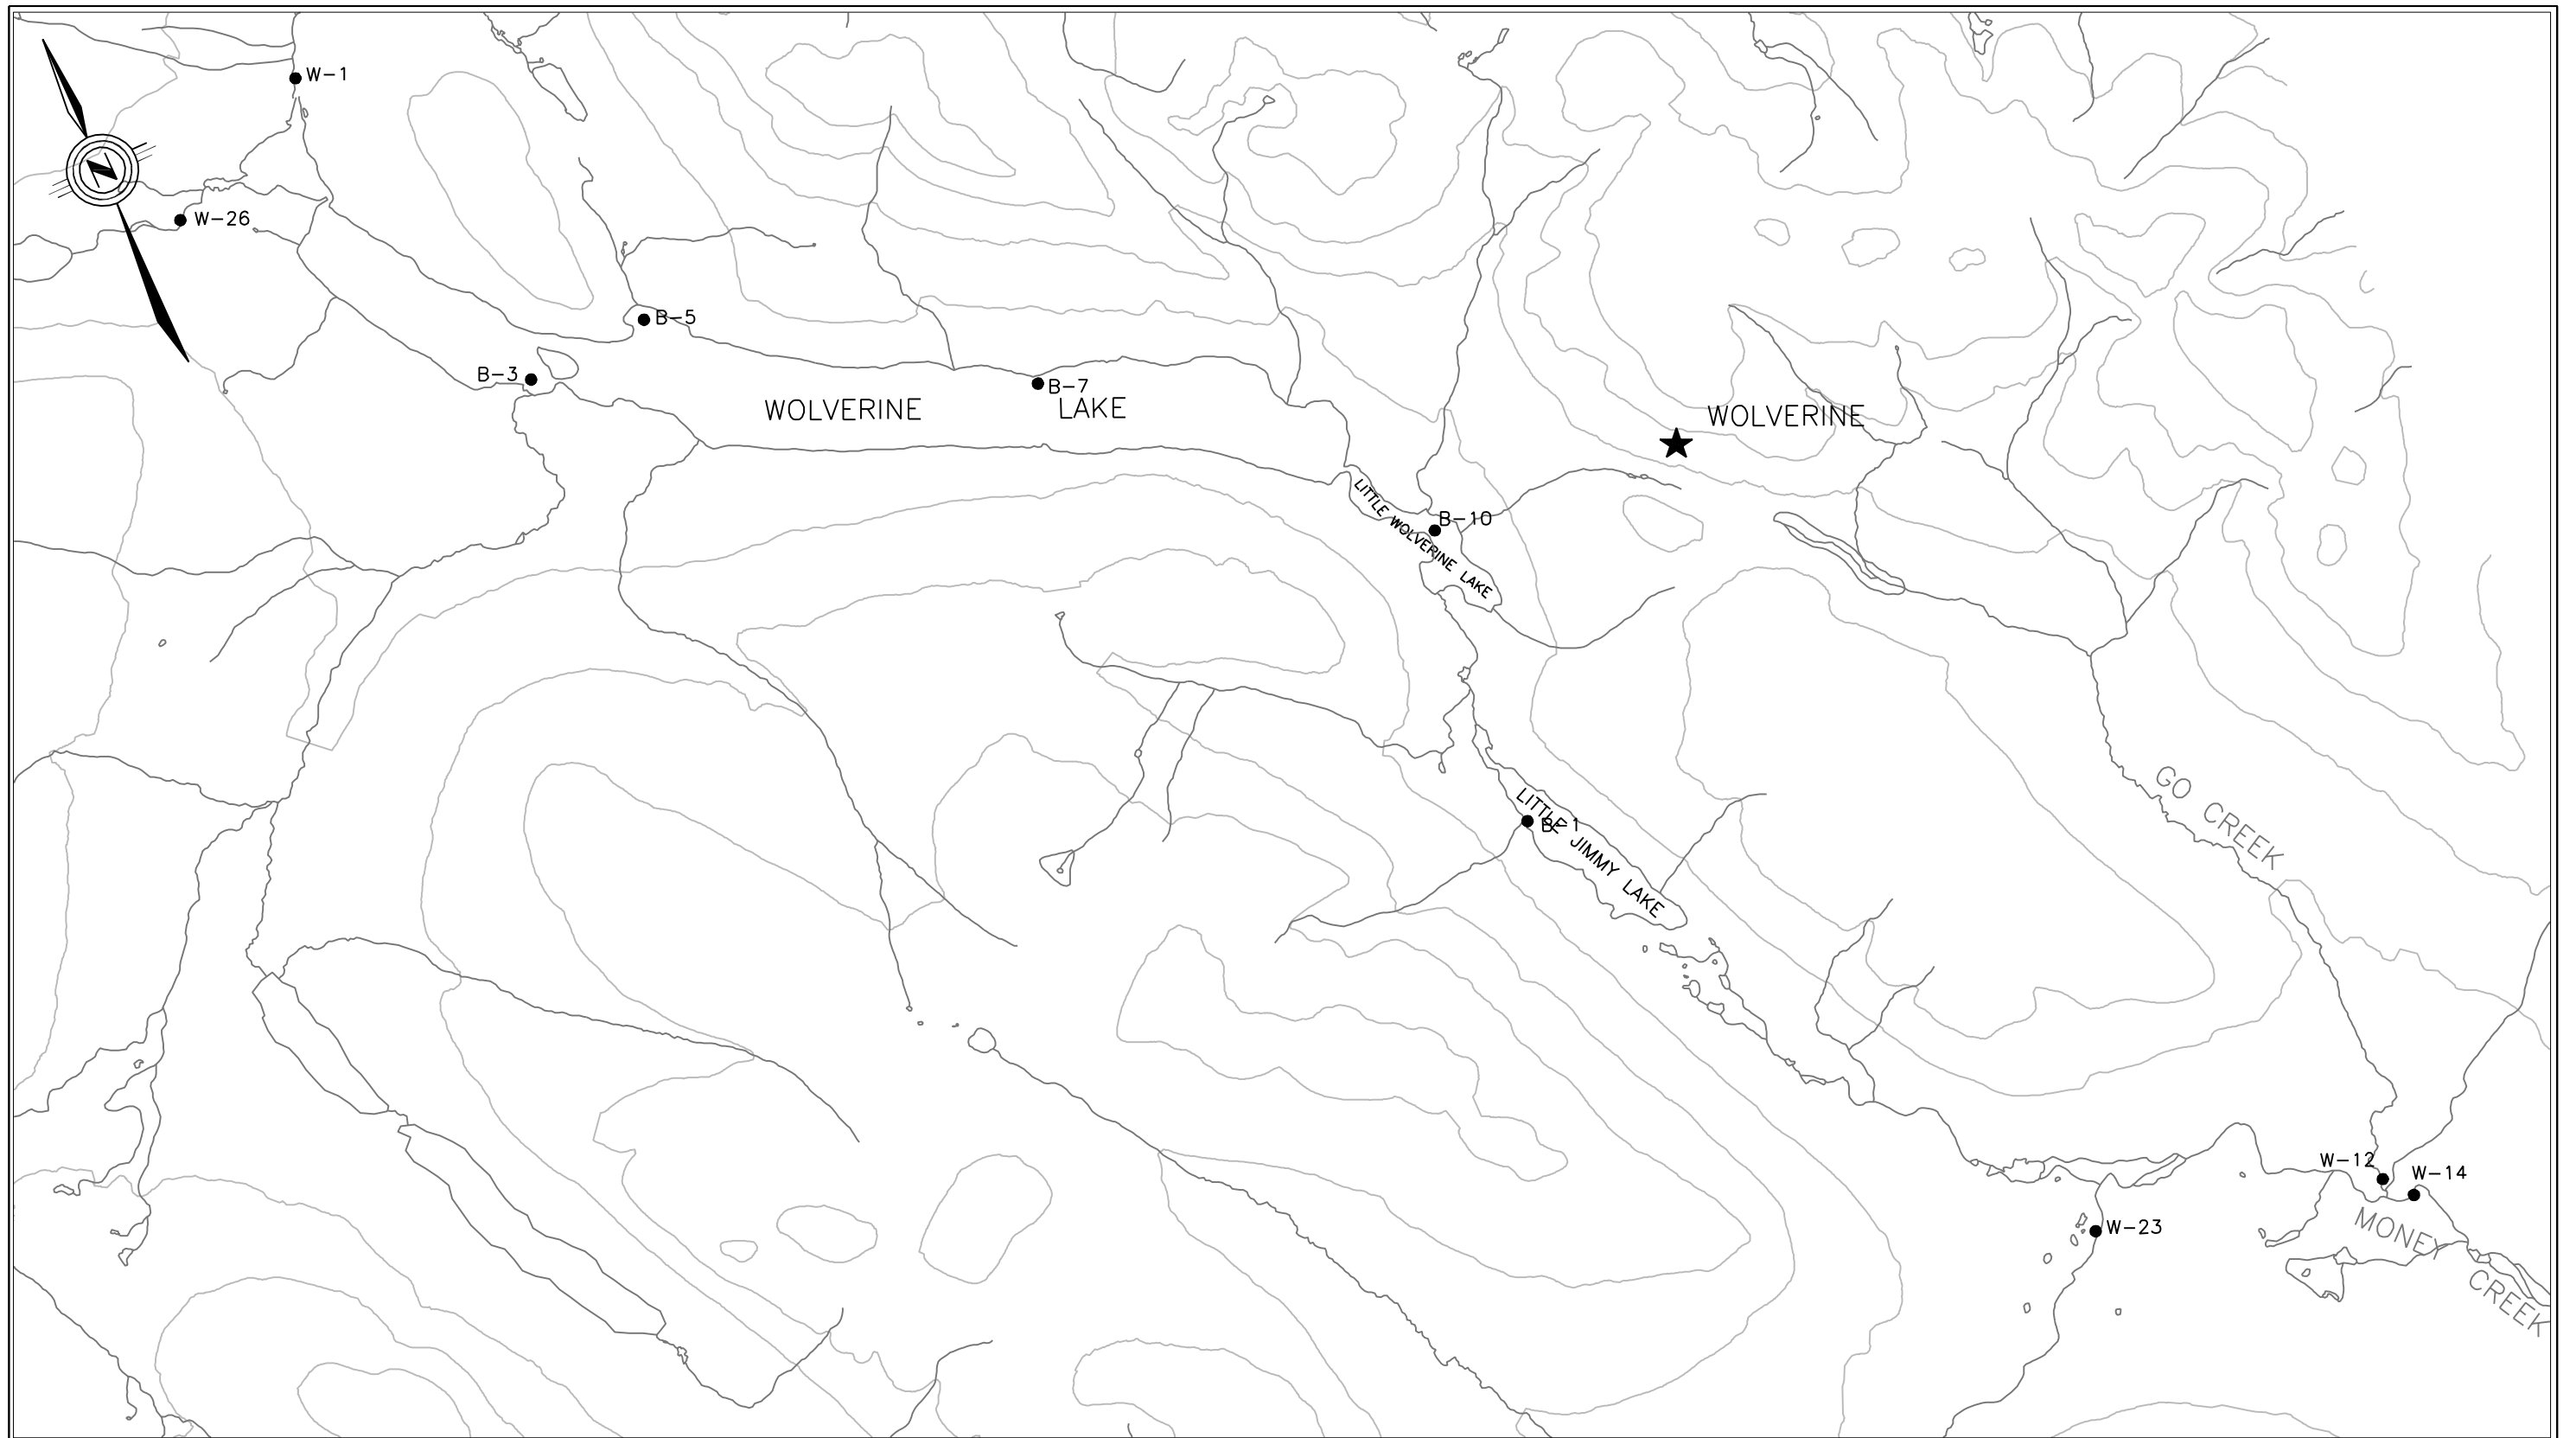 W-1
N
W-26
B-5
B-3
B-7
WOLVERINE LAKE
WOLVERINE
LITTLE WOLVERINE LAKE
B-10
GO CREEK
LITTLE JIMMY LAKE
W-12
W-14
W-23
MONEY CREEK